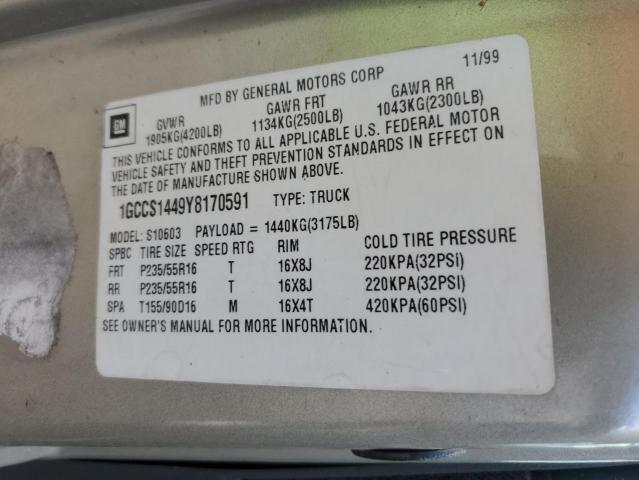 MFD BY GENERAL MOTORS CORP 11/99
GM
GVWR GAWR FRT GAWR RR
1905KG(4200LB) 1134KG(2500LB) 1043KG(2300LB)
THIS VEHICLE CONFORMS TO ALL APPLICABLE U.S. FEDERAL MOTOR
VEHICLE SAFETY AND THEFT PREVENTION STANDARDS IN EFFECT ON
THE DATE OF MANUFACTURE SHOWN ABOVE.
1GCCS1449Y8170591 TYPE: TRUCK
MODEL: S10603 PAYLOAD = 1440KG(3175LB)
SPBC TIRE SIZE SPEED RTG RIM COLD TIRE PRESSURE
FRT P235/55R16 T 16X8J 220KPA(32PSI)
RR P235/55R16 T 16X8J 220KPA(32PSI)
SPA T155/90D16 M 16X4T 420KPA(60PSI)
SEE OWNER'S MANUAL FOR MORE INFORMATION.